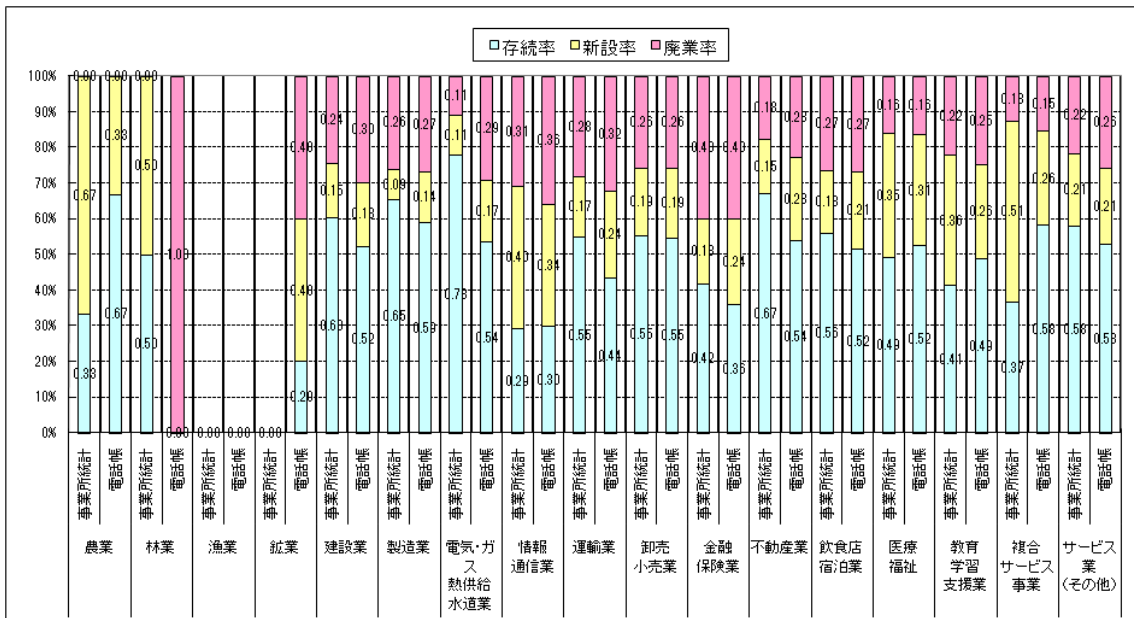 存続率 新設率 廃業率
100%
90%
80%
70%
60%
50%
40%
30%
20%
10%
0%
0.00
0.67
0.33
0.00
0.33
0.67
0.00
0.50
0.50
1.00
0.00
0.00
0.00
0.00
0.40
0.40
0.20
0.24
0.15
0.60
0.30
0.18
0.52
0.26
0.09
0.65
0.27
0.14
0.59
0.11
0.11
0.78
0.29
0.17
0.54
0.31
0.40
0.29
0.36
0.34
0.30
0.28
0.17
0.55
0.32
0.24
0.44
0.26
0.19
0.55
0.26
0.19
0.55
0.40
0.18
0.42
0.40
0.24
0.36
0.18
0.15
0.67
0.23
0.23
0.54
0.27
0.18
0.56
0.27
0.21
0.52
0.16
0.35
0.49
0.16
0.31
0.52
0.22
0.36
0.41
0.25
0.26
0.49
0.13
0.51
0.37
0.15
0.26
0.58
0.22
0.21
0.58
0.26
0.21
0.53
事業所統計
電話帳
事業所統計
電話帳
事業所統計
電話帳
事業所統計
電話帳
事業所統計
電話帳
事業所統計
電話帳
事業所統計
電話帳
事業所統計
電話帳
事業所統計
電話帳
事業所統計
電話帳
事業所統計
電話帳
事業所統計
電話帳
事業所統計
電話帳
事業所統計
電話帳
事業所統計
電話帳
事業所統計
電話帳
事業所統計
電話帳
農業
林業
漁業
鉱業
建設業
製造業
電気・ガ
ス
熱供給
水道業
情報
通信業
運輸業
卸売
小売業
金融
保険業
不動産業
飲食店
宿泊業
医療
福祉
教育
学習
支援業
複合
サービス
事業
サービス
業
（その他）